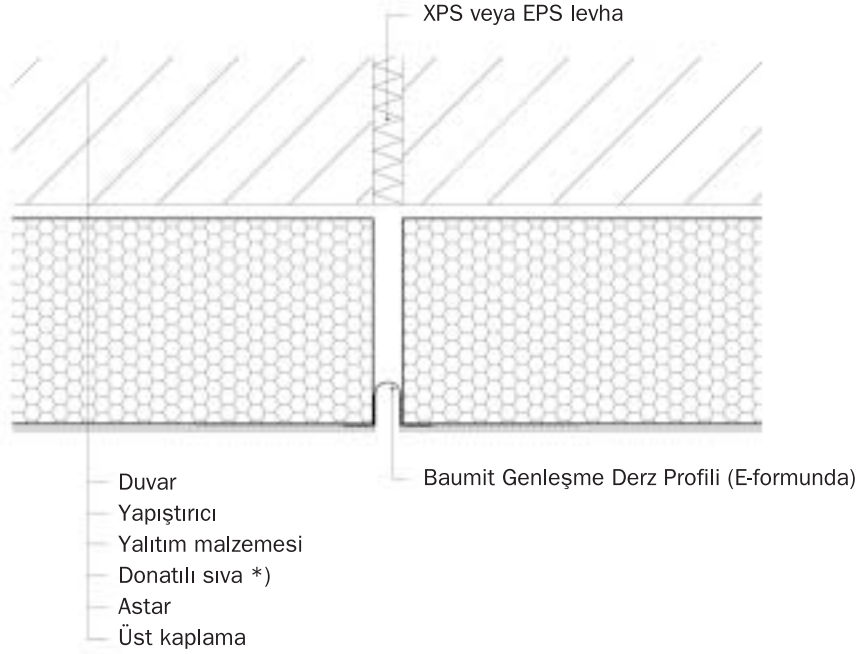 XPS veya EPS levha
Baumit Genleşme Derz Profili (E-formunda)
Duvar
Yapıştırıcı
Yalıtım malzemesi
Donatılı sıva *)
Astar
Üst kaplama